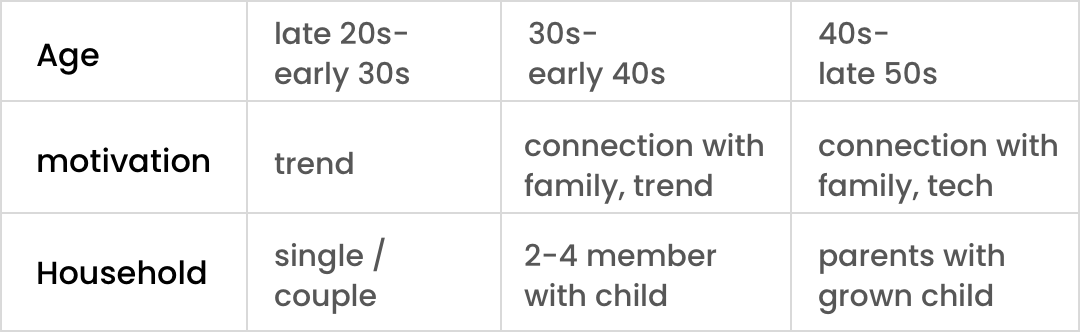 Age
late 20s-
early 30s
30s-
early 40s
40s-
late 50s
motivation
trend
connection with
family, trend
connection with
family, tech
Household
single /
couple
2-4 member
with child
parents with
grown child